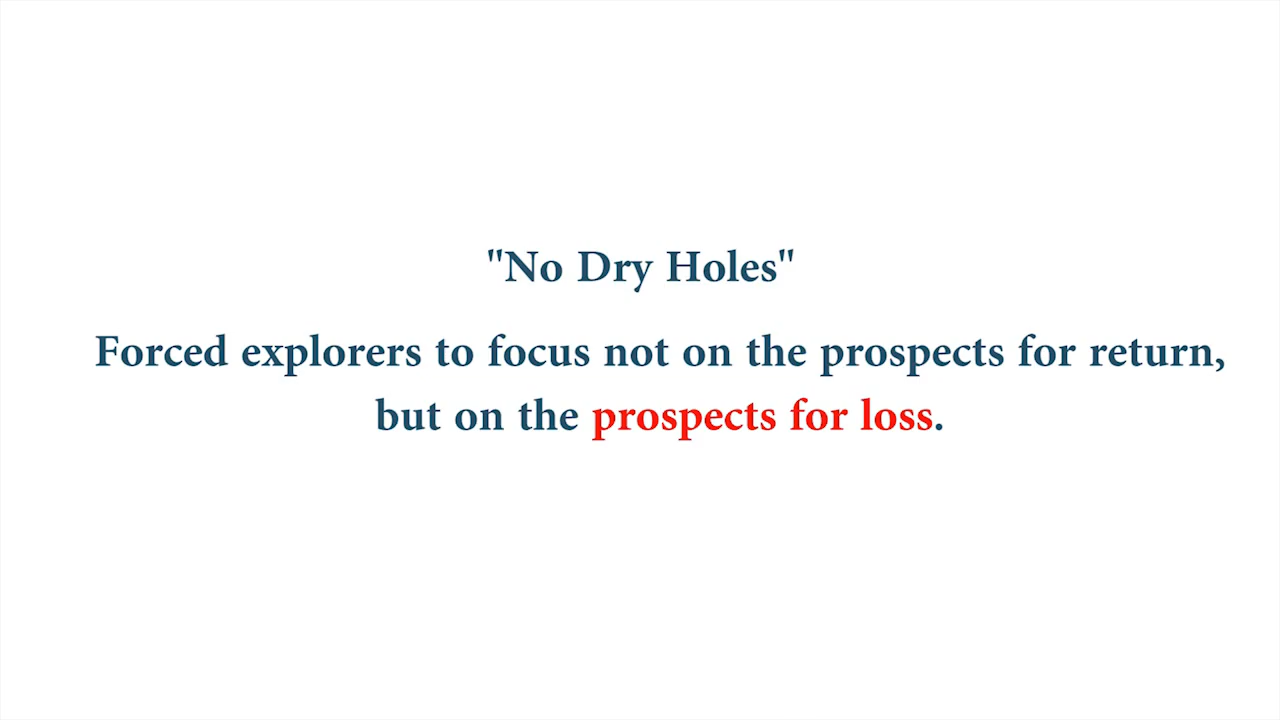 "No Dry Holes"
Forced explorers to focus not on the prospects for return,
but on the prospects for loss.